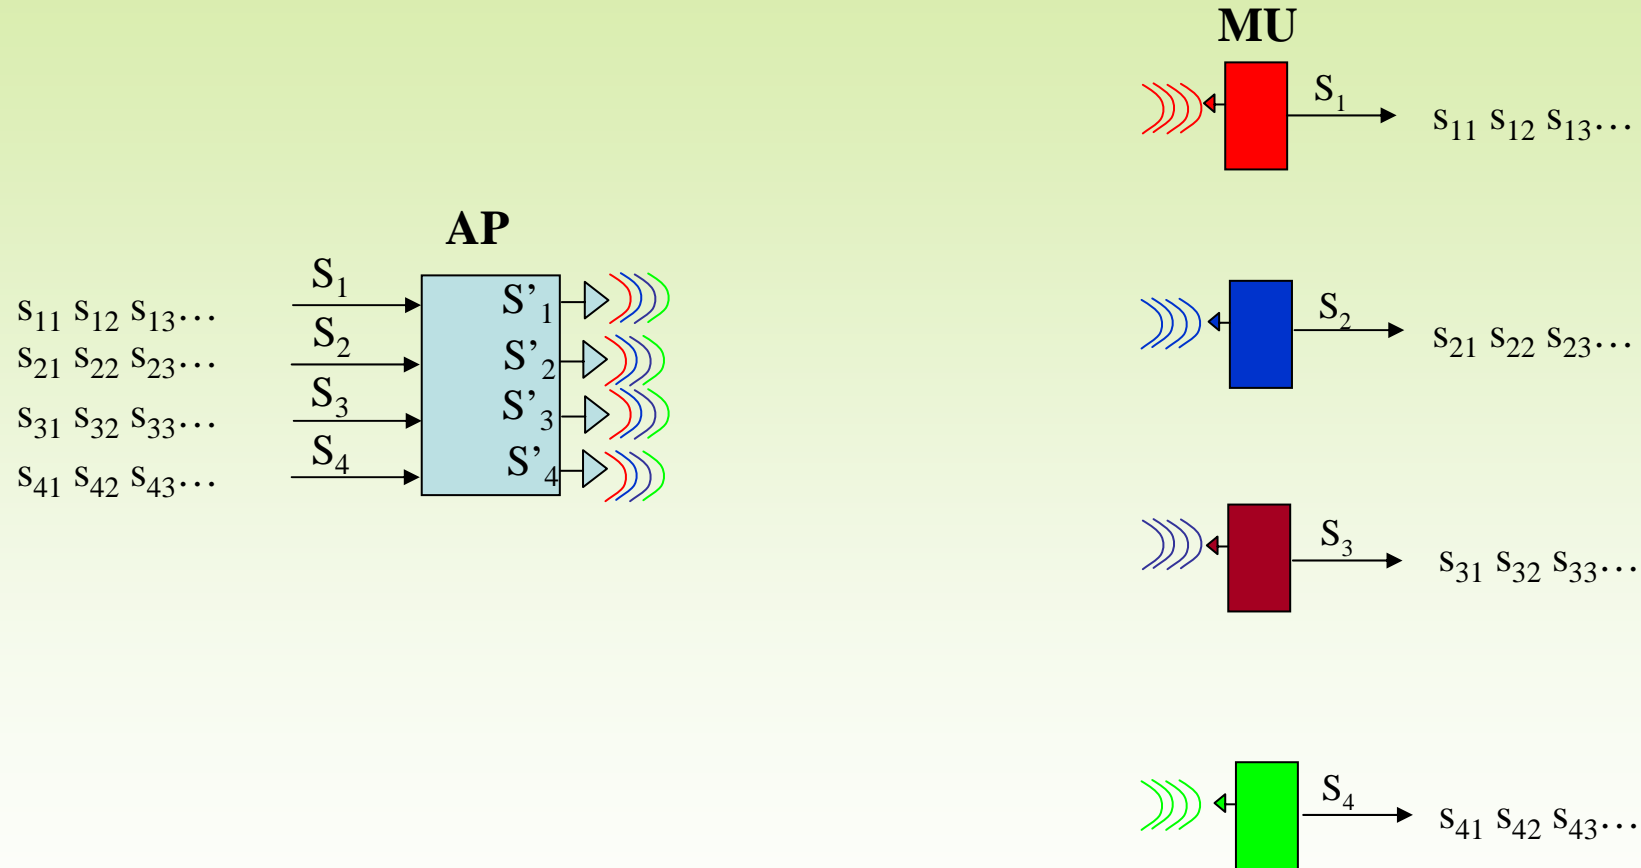 MU
S₁
s₁₁ s₁₂ s₁₃…
AP
S₁
S'₁
s₁₁ s₁₂ s₁₃…
S₂
S'₂
s₂₁ s₂₂ s₂₃…
S₃
S'₃
s₃₁ s₃₂ s₃₃…
S₄
S'₄
s₄₁ s₄₂ s₄₃…
S₂
s₂₁ s₂₂ s₂₃…
S₃
s₃₁ s₃₂ s₃₃…
S₄
s₄₁ s₄₂ s₄₃…